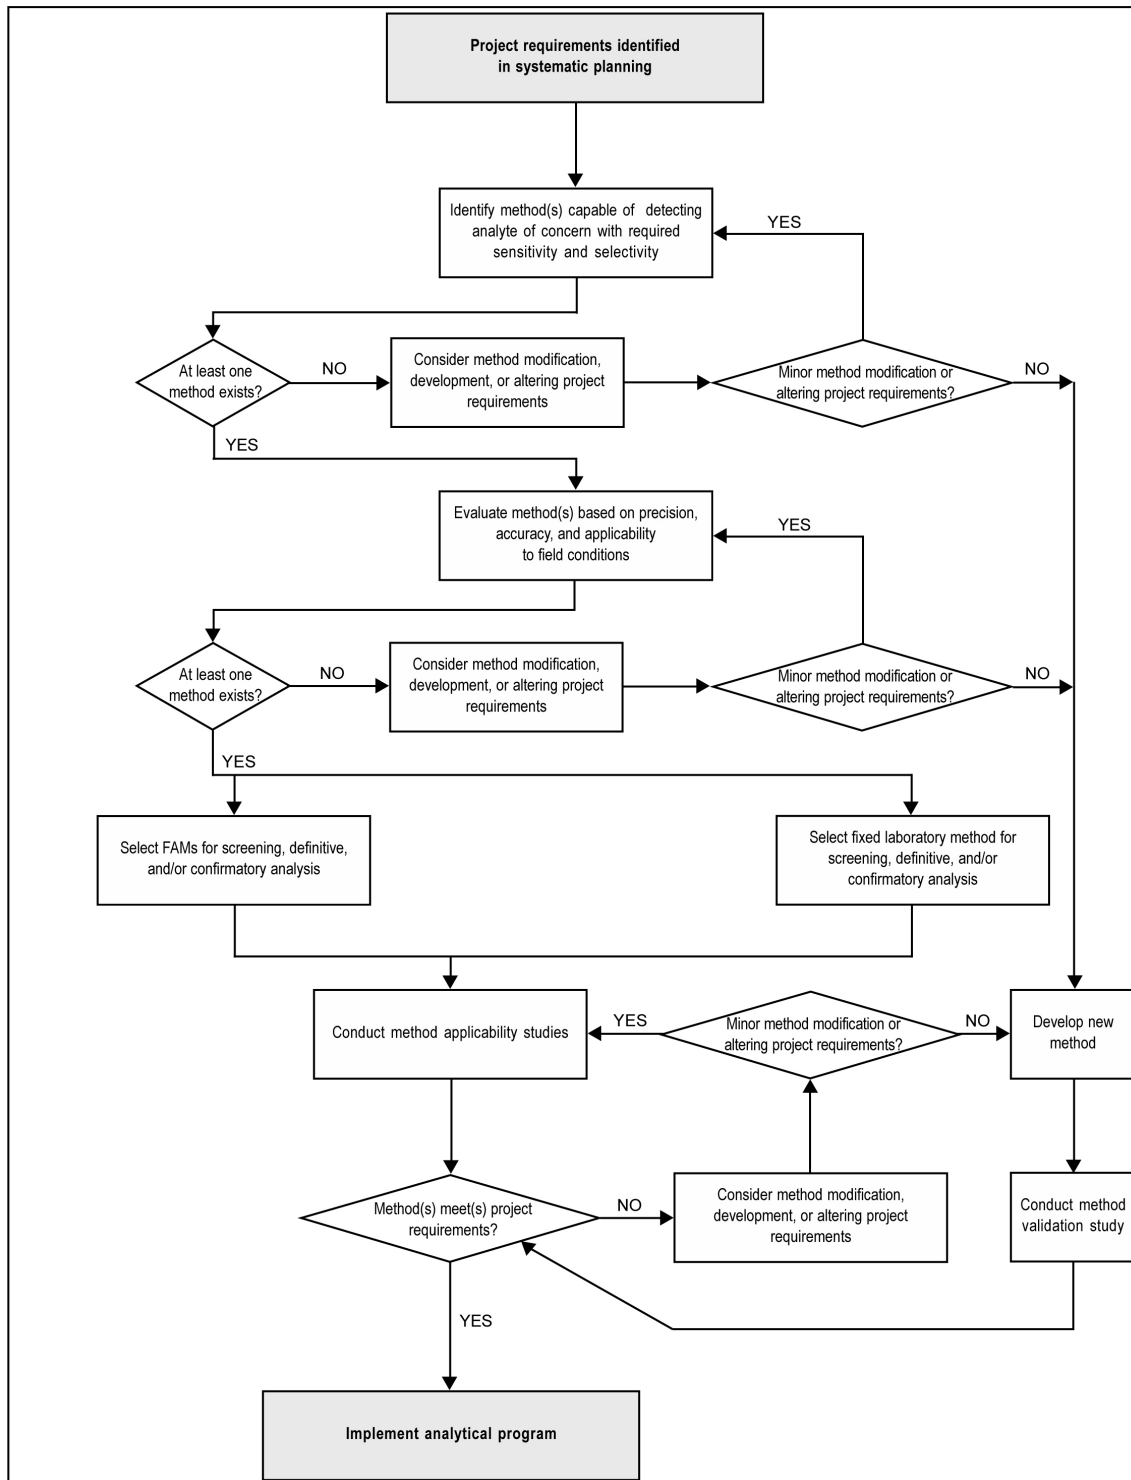 Project requirements identified
in systematic planning
Identify method(s) capable of detecting
analyte of concern with required
sensitivity and selectivity
YES
At least one
method exists?
NO
Consider method modification,
development, or altering project
requirements
Minor method modification or
altering project requirements?
NO
YES
Evaluate method(s) based on precision,
accuracy, and applicability
to field conditions
YES
At least one
method exists?
NO
Consider method modification,
development, or altering project
requirements
Minor method modification or
altering project requirements?
NO
YES
Select FAMs for screening, definitive,
and/or confirmatory analysis
Select fixed laboratory method for
screening, definitive, and/or
confirmatory analysis
Conduct method applicability studies
YES
Minor method modification or
altering project requirements?
NO
Develop new
method
Method(s) meet(s) project
requirements?
NO
Consider method modification,
development, or altering project
requirements
Conduct method
validation study
YES
Implement analytical program